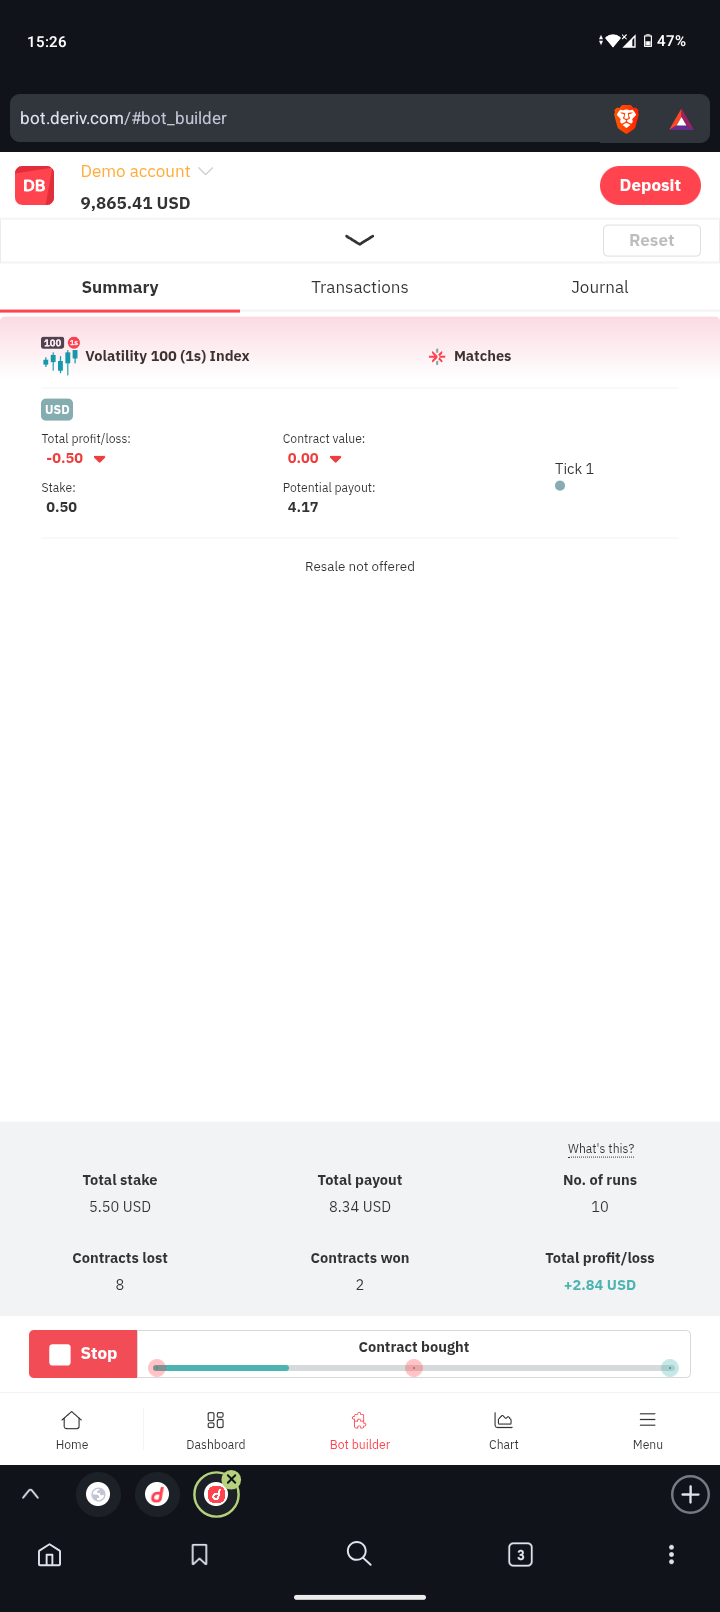 15:26
47%
bot.deriv.com/#bot_builder
DB
Demo account
9,865.41 USD
Deposit
Reset
Summary
Transactions
Journal
100
1s
Volatility 100 (1s) Index
Matches
USD
Total profit/loss:
Contract value:
-0.50
0.00
Tick 1
Stake:
Potential payout:
0.50
4.17
Resale not offered
What's this?
Total stake
Total payout
No. of runs
5.50 USD
8.34 USD
10
Contracts lost
Contracts won
Total profit/loss
8
2
+2.84 USD
Stop
Contract bought
Home
Dashboard
Bot builder
Chart
Menu
3